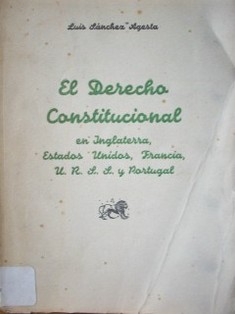 Luis Sánchez Agesta
El Derecho
Constitucional
en Inglaterra,
Estados Unidos, Francia,
U. R. S. S. y Portugal